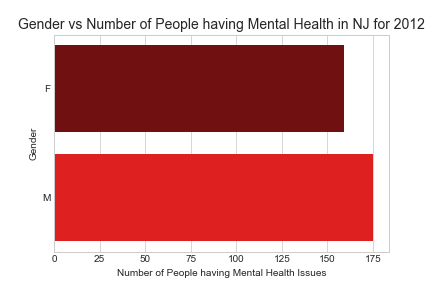 Gender vs Number of People having Mental Health in NJ for 2012
F
Gender
M
0 25 50 75 100 125 150 175
Number of People having Mental Health Issues